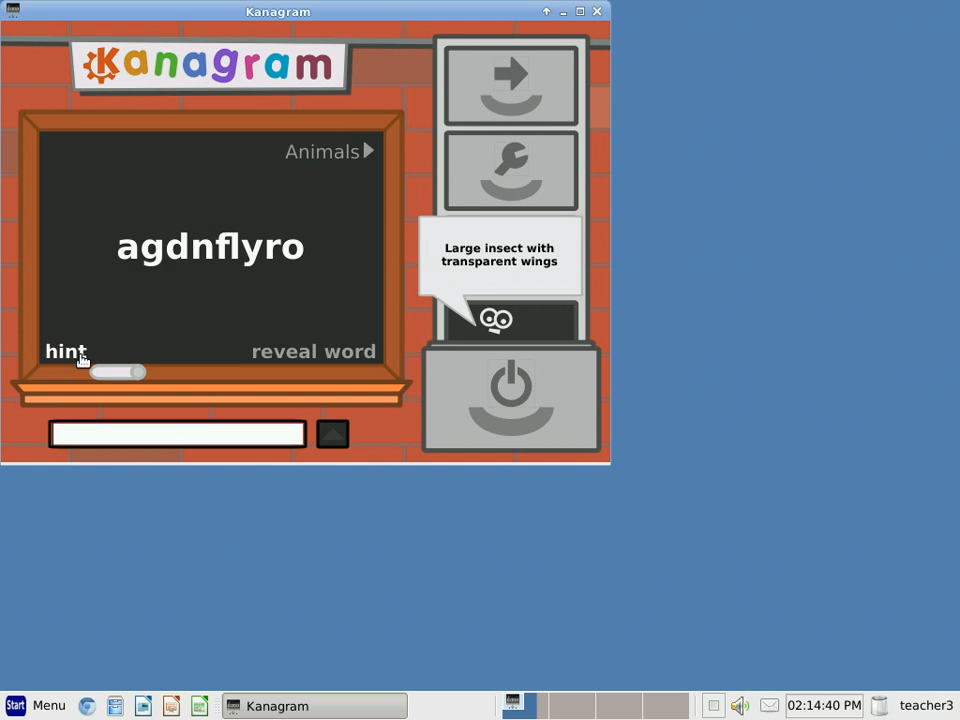 Kanagram
Kanagram
Animals
agdnflyro
Large insect with
transparent wings
hint
reveal word
Start Menu
Kanagram
02:14:40 PM
teacher3